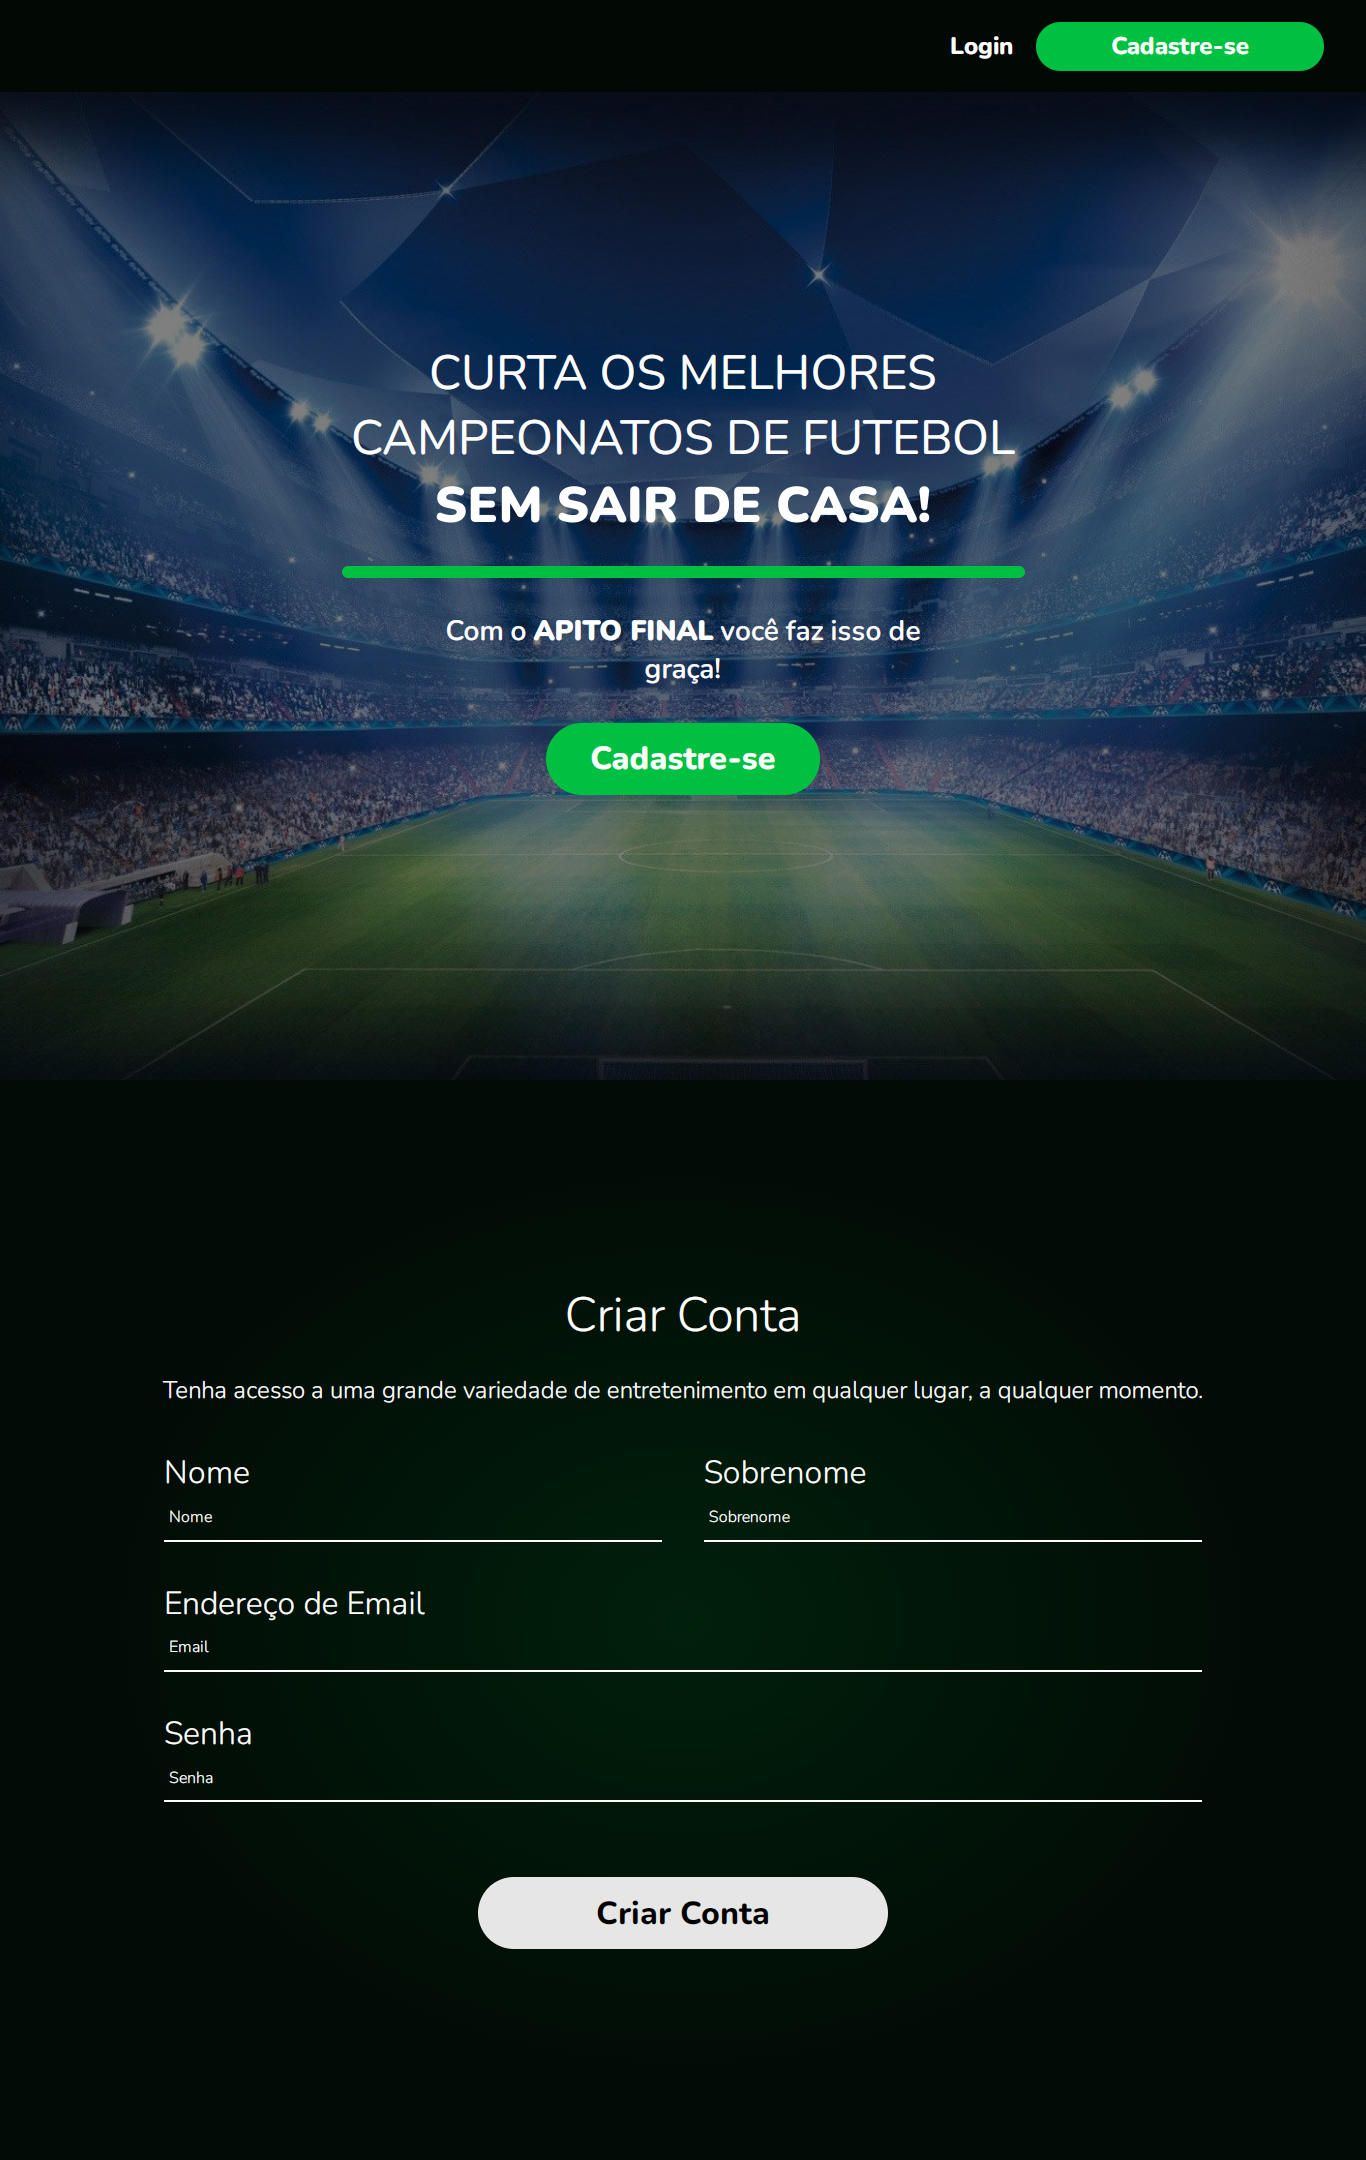 Login
Cadastre-se
CURTA OS MELHORES
CAMPEONATOS DE FUTEBOL
SEM SAIR DE CASA!
Com o APITO FINAL você faz isso de
graça!
Cadastre-se
Criar Conta
Tenha acesso a uma grande variedade de entretenimento em qualquer lugar, a qualquer momento.
Nome
Nome
Sobrenome
Sobrenome
Endereço de Email
Email
Senha
Senha
Criar Conta